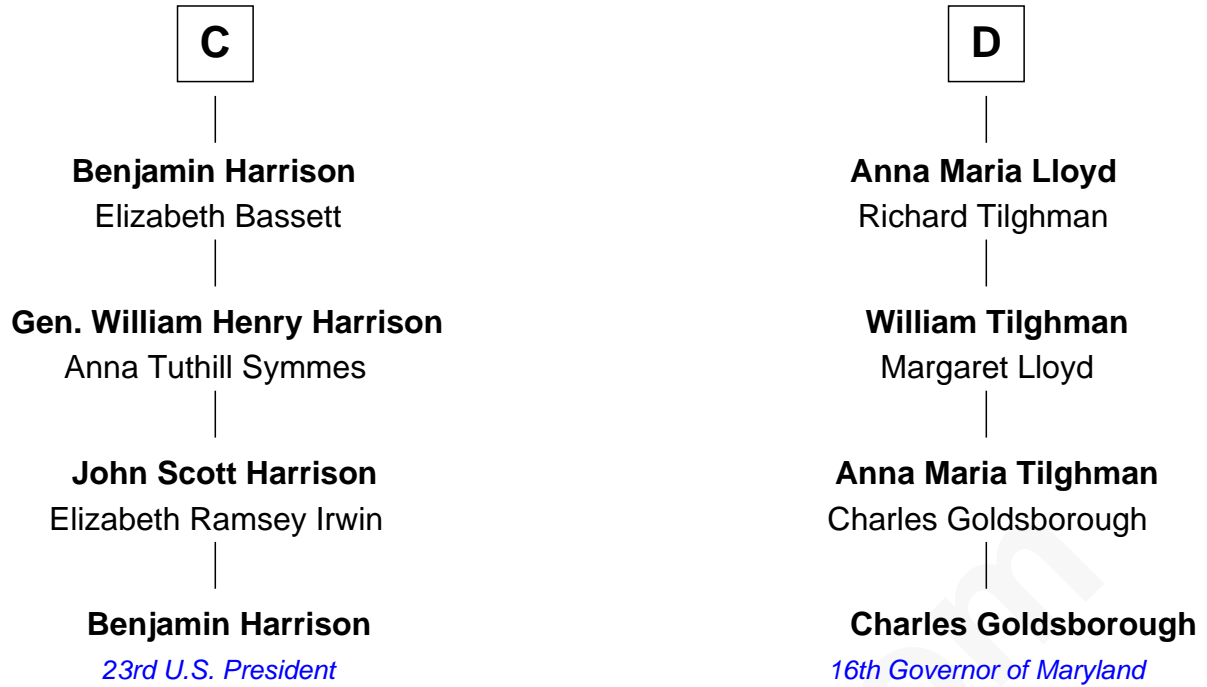 C
Benjamin Harrison
Elizabeth Bassett
Gen. William Henry Harrison
Anna Tuthill Symmes
John Scott Harrison
Elizabeth Ramsey Irwin
Benjamin Harrison
23rd U.S. President
D
Anna Maria Lloyd
Richard Tilghman
William Tilghman
Margaret Lloyd
Anna Maria Tilghman
Charles Goldsborough
Charles Goldsborough
16th Governor of Maryland